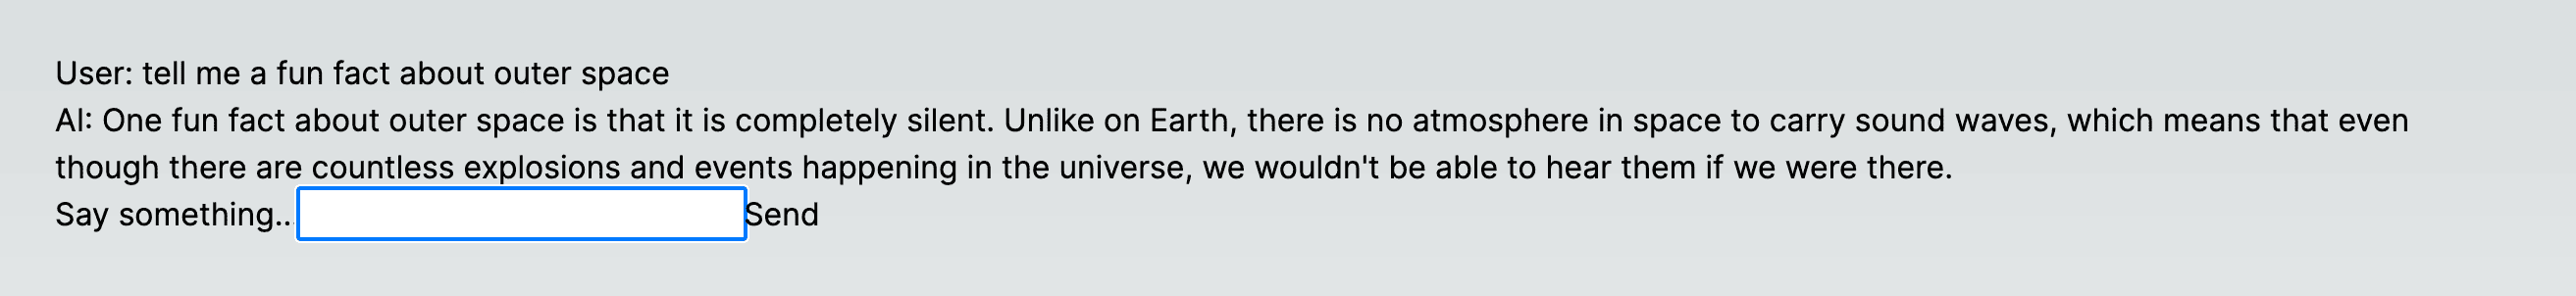 User: tell me a fun fact about outer space
AI: One fun fact about outer space is that it is completely silent. Unlike on Earth, there is no atmosphere in space to carry sound waves, which means that even
though there are countless explosions and events happening in the universe, we wouldn't be able to hear them if we were there.
Say something... Send